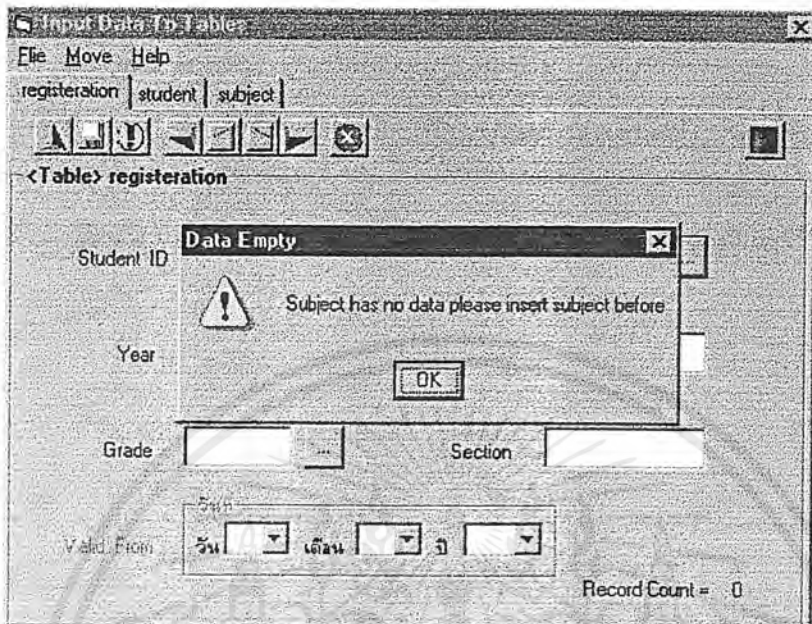 Input Data To Tables
File Move Help
registeration student subject
<Table> registeration
Data Empty
Student ID
...
Subject has no data please insert subject before
Year
OK
Grade
...
Section
วันที่
Valid From
วัน เดือน ปี
Record Count = 0